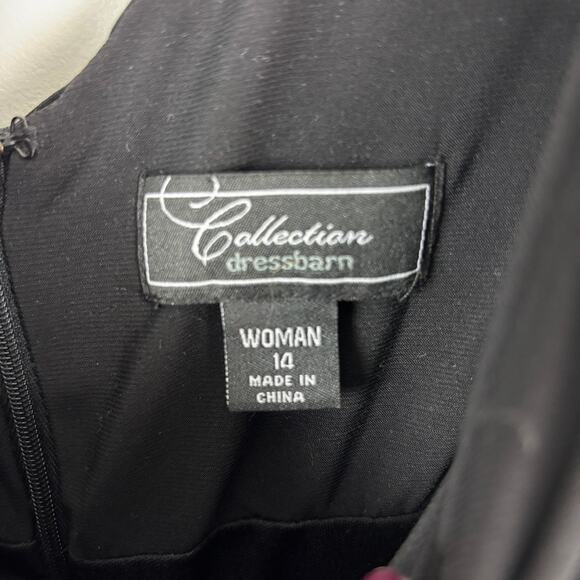 Collection
dressbarn
WOMAN
14
MADE IN
CHINA